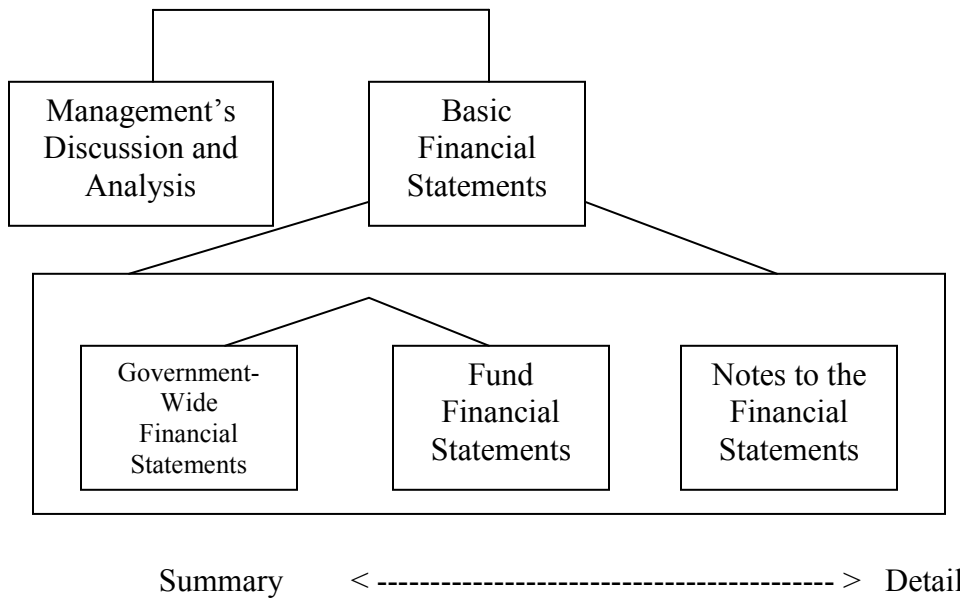 Management’s
Discussion and
Analysis
Basic
Financial
Statements
Government-
Wide
Financial
Statements
Fund
Financial
Statements
Notes to the
Financial
Statements
Summary < ------------------------------------------- > Detail